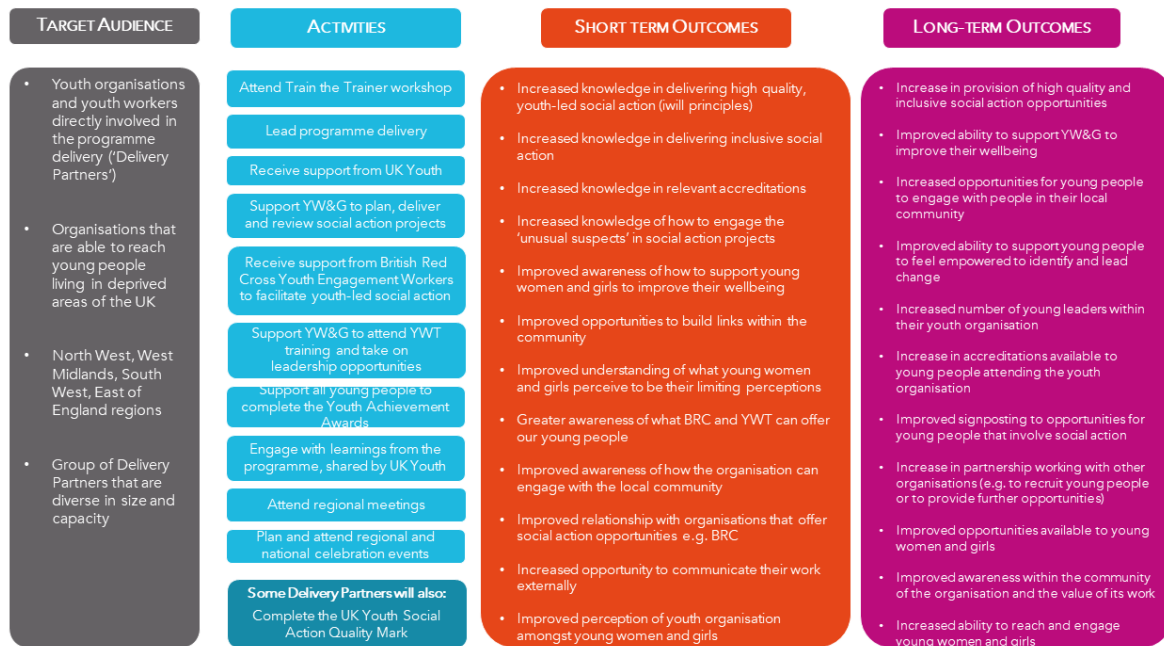 TARGET AUDIENCE
• Youth organisations
and youth workers
directly involved in
the programme
delivery ('Delivery
Partners')
• Organisations that
are able to reach
young people
living in deprived
areas of the UK
• North West, West
Midlands, South
West, East of
England regions
• Group of Delivery
Partners that are
diverse in size and
capacity
ACTIVITIES
Attend Train the Trainer workshop
Lead programme delivery
Receive support from UK Youth
Support YW&G to plan, deliver
and review social action projects
Receive support from British Red
Cross Youth Engagement Workers
to facilitate youth-led social action
Support YW&G to attend YWT
training and take on
leadership opportunities
Support all young people to
complete the Youth Achievement
Awards
Engage with learnings from the
programme, shared by UK Youth
Attend regional meetings
Plan and attend regional and
national celebration events
Some Delivery Partners will also:
Complete the UK Youth Social
Action Quality Mark
SHORT TERM OUTCOMES
• Increased knowledge in delivering high quality,
youth-led social action (iwill principles)
• Increased knowledge in delivering inclusive social
action
• Increased knowledge in relevant accreditations
• Increased knowledge of how to engage the
'unusual suspects' in social action projects
• Improved awareness of how to support young
women and girls to improve their wellbeing
• Improved opportunities to build links within the
community
• Improved understanding of what young women
and girls perceive to be their limiting perceptions
• Greater awareness of what BRC and YWT can offer
our young people
• Improved awareness of how the organisation can
engage with the local community
• Improved relationship with organisations that offer
social action opportunities e.g. BRC
• Increased opportunity to communicate their work
externally
• Improved perception of youth organisation
amongst young women and girls
LONG-TERM OUTCOMES
• Increase in provision of high quality and
inclusive social action opportunities
• Improved ability to support YW&G to
improve their wellbeing
• Increased opportunities for young people
to engage with people in their local
community
• Improved ability to support young people
to feel empowered to identify and lead
change
• Increased number of young leaders within
their youth organisation
• Increase in accreditations available to
young people attending the youth
organisation
• Improved signposting to opportunities for
young people that involve social action
• Increase in partnership working with other
organisations (e.g. to recruit young people
or to provide further opportunities)
• Improved opportunities available to young
women and girls
• Improved awareness within the community
of the organisation and the value of its work
• Increased ability to reach and engage
young women and girls